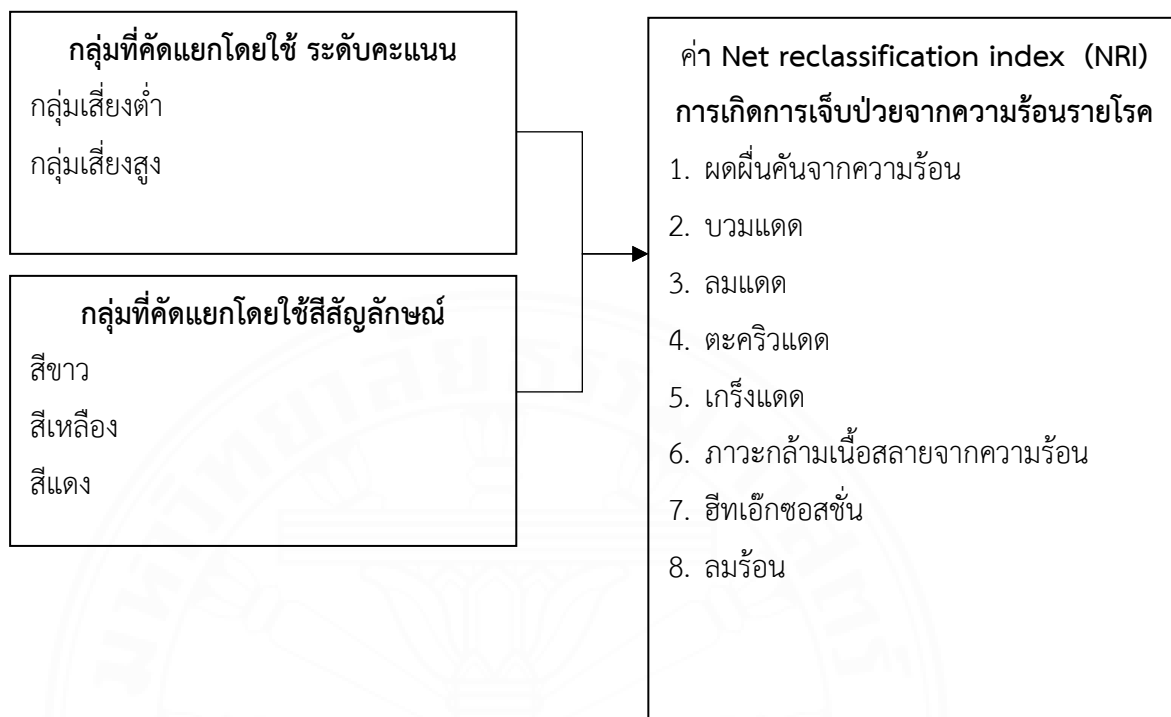 กลุ่มที่คัดแยกโดยใช้ ระดับคะแนน
กลุ่มเสี่ยงต่ำ
กลุ่มเสี่ยงสูง
กลุ่มที่คัดแยกโดยใช้สีสัญลักษณ์
สีขาว
สีเหลือง
สีแดง
ค่า Net reclassification index (NRI)
การเกิดการเจ็บป่วยจากความร้อนรายโรค
1. ผดผื่นคันจากความร้อน
2. บวมแดด
3. ลมแดด
4. ตะคริวแดด
5. เกร็งแดด
6. ภาวะกล้ามเนื้อสลายจากความร้อน
7. ฮีทเอ๊กซอสชั่น
8. ลมร้อน